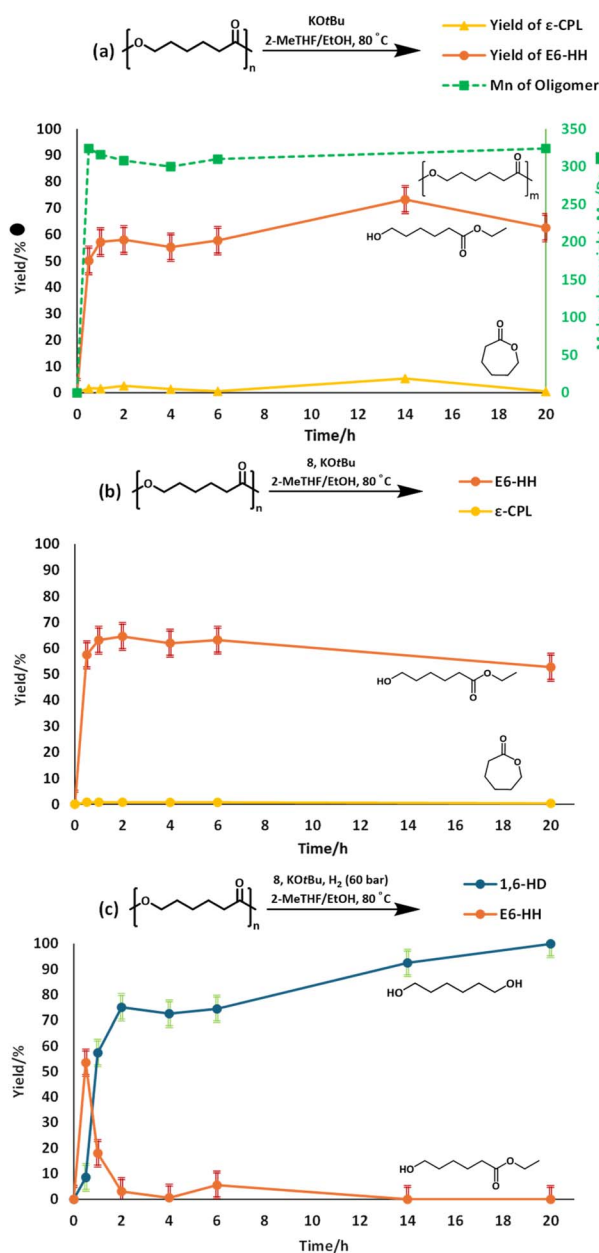 (a)
O
O
n
KOtBu
2-MeTHF/EtOH, 80 °C
Yield of ε-CPL
Yield of E6-HH
Mn of Oligomer
100
90
80
70
60
50
40
30
20
10
0
Yield/%
350
300
250
200
150
100
50
0
O
O
m
HO
O
O
O
O
0 2 4 6 8 10 12 14 16 18 20
Time/h
(b)
O
O
n
8, KOtBu
2-MeTHF/EtOH, 80 °C
E6-HH
ε-CPL
100
90
80
70
60
50
40
30
20
10
0
Yield/%
HO
O
O
O
O
0 2 4 6 8 10 12 14 16 18 20
Time/h
(c)
O
O
n
8, KOtBu, H2 (60 bar)
2-MeTHF/EtOH, 80 °C
1,6-HD
E6-HH
100
90
80
70
60
50
40
30
20
10
0
Yield/%
HO
OH
HO
O
O
0 2 4 6 8 10 12 14 16 18 20
Time/h